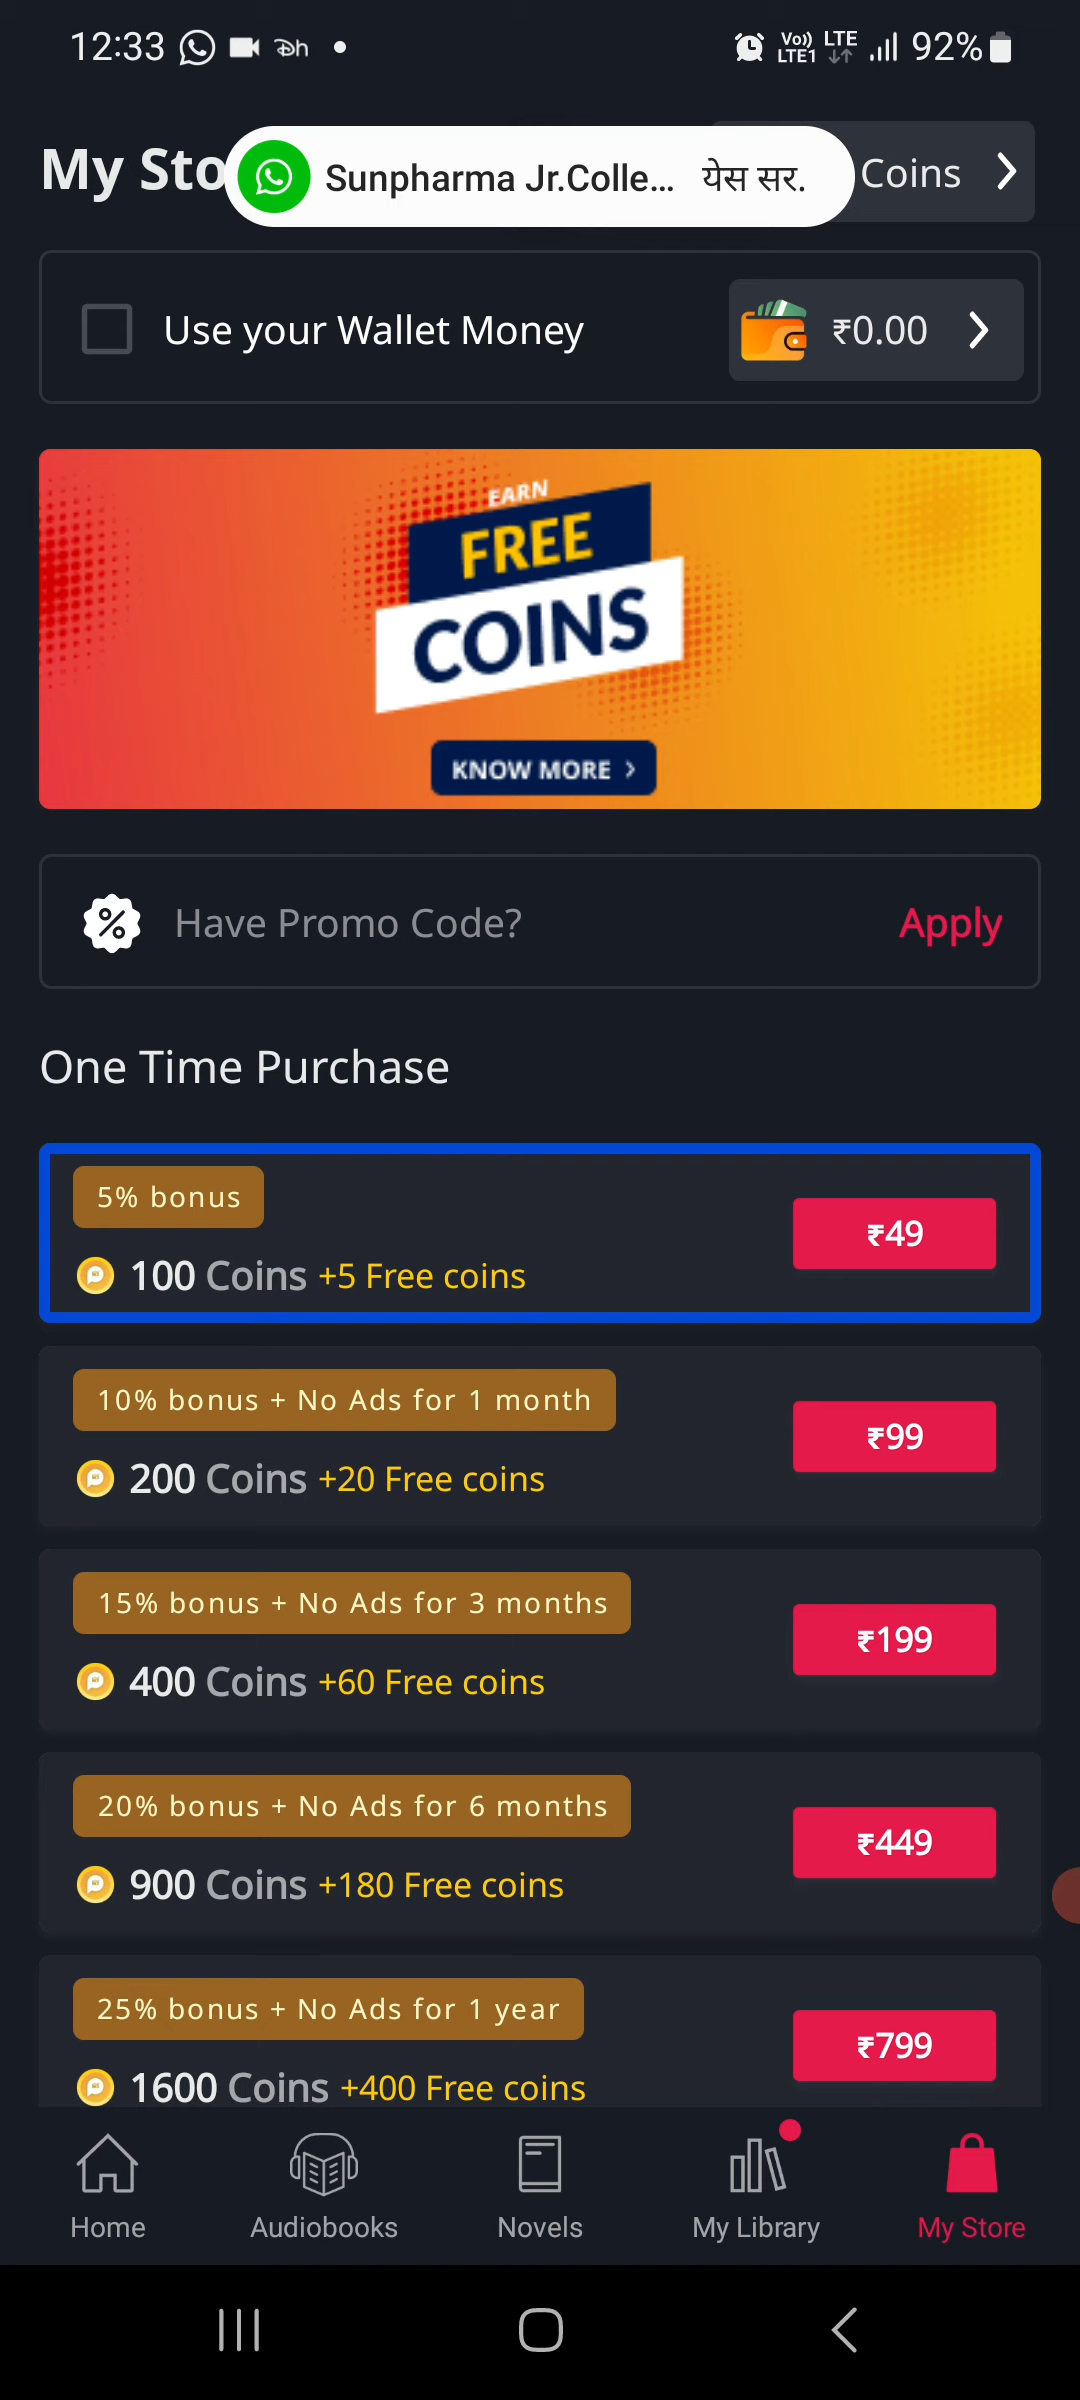 12:33 Vo)) LTE1 LTE 92%
My Sto
Sunpharma Jr.Colle... येस सर.
Coins
Use your Wallet Money ₹0.00
EARN
FREE
COINS
KNOW MORE
Have Promo Code? Apply
One Time Purchase
5% bonus
100 Coins +5 Free coins ₹49
10% bonus + No Ads for 1 month
200 Coins +20 Free coins ₹99
15% bonus + No Ads for 3 months
400 Coins +60 Free coins ₹199
20% bonus + No Ads for 6 months
900 Coins +180 Free coins ₹449
25% bonus + No Ads for 1 year
1600 Coins +400 Free coins ₹799
Home Audiobooks Novels My Library My Store